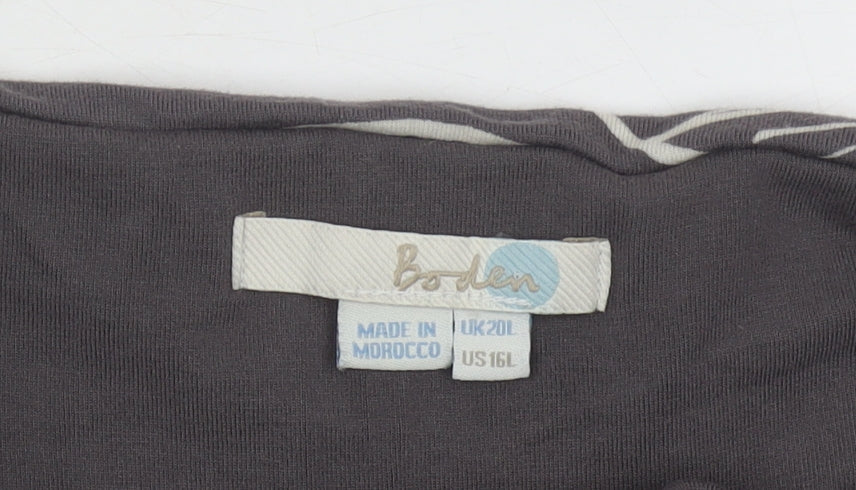 Boden
MADE IN
MOROCCO
UK20L
US16L